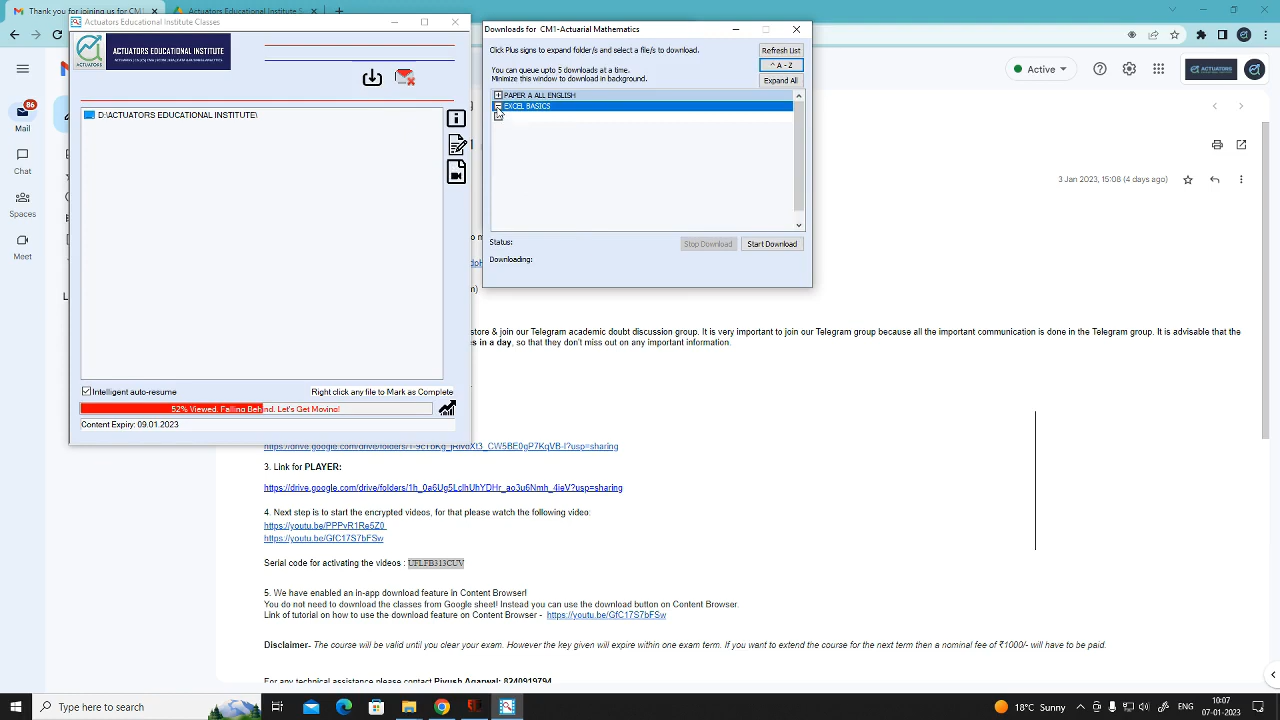 Thank you for joining us for
Actuators Educational Institute Classes
ACTUATORS EDUCATIONAL INSTITUTE
ACTUATORS
D:\ACTUATORS EDUCATIONAL INSTITUTE\
Intelligent auto-resume
Right click any file to Mark as Complete
52% Viewed. Falling Behind. Let's Get Moving!
Content Expiry: 09.01.2023
Downloads for CM1-Actuarial Mathematics
Click Plus signs to expand folder/s and select a file/s to download.
Refresh List
You can queue upto 5 downloads at a time.
^ A - Z
Minimize this window to download in background.
Expand All
PAPER A ALL ENGLISH
EXCEL BASICS
Status:
Stop Download
Start Download
Downloading:
86
Mail
Chat
Spaces
Meet
Active
ACTUATORS
3 Jan 2023, 15:08 (4 days ago)
store & join our Telegram academic doubt discussion group. It is very important to join our Telegram group because all the important communication is done in the Telegram group. It is advisable that the
s in a day, so that they don't miss out on any important information.
3. Link for PLAYER:
https://drive.google.com/drive/folders/1h_0a6Ug5LclhUhYDHr_ao3u6Nmh_4ieV?usp=sharing
4. Next step is to start the encrypted videos, for that please watch the following video:
https://youtu.be/PPPvR1Re5Z0
https://youtu.be/GfC17S7bFSw
Serial code for activating the videos : UFLFB313CUV
5. We have enabled an in-app download feature in Content Browser!
You do not need to download the classes from Google sheet! Instead you can use the download button on Content Browser.
Link of tutorial on how to use the download feature on Content Browser - https://youtu.be/GfC17S7bFSw
Disclaimer- The course will be valid until you clear your exam. However the key given will expire within one exam term. If you want to extend the course for the next term then a nominal fee of ₹1000/- will have to be paid.
For any technical assistance please contact Piyush Agarwal: 8340919794
Type here to search
18°C Sunny
ENG
10:07
07-01-2023